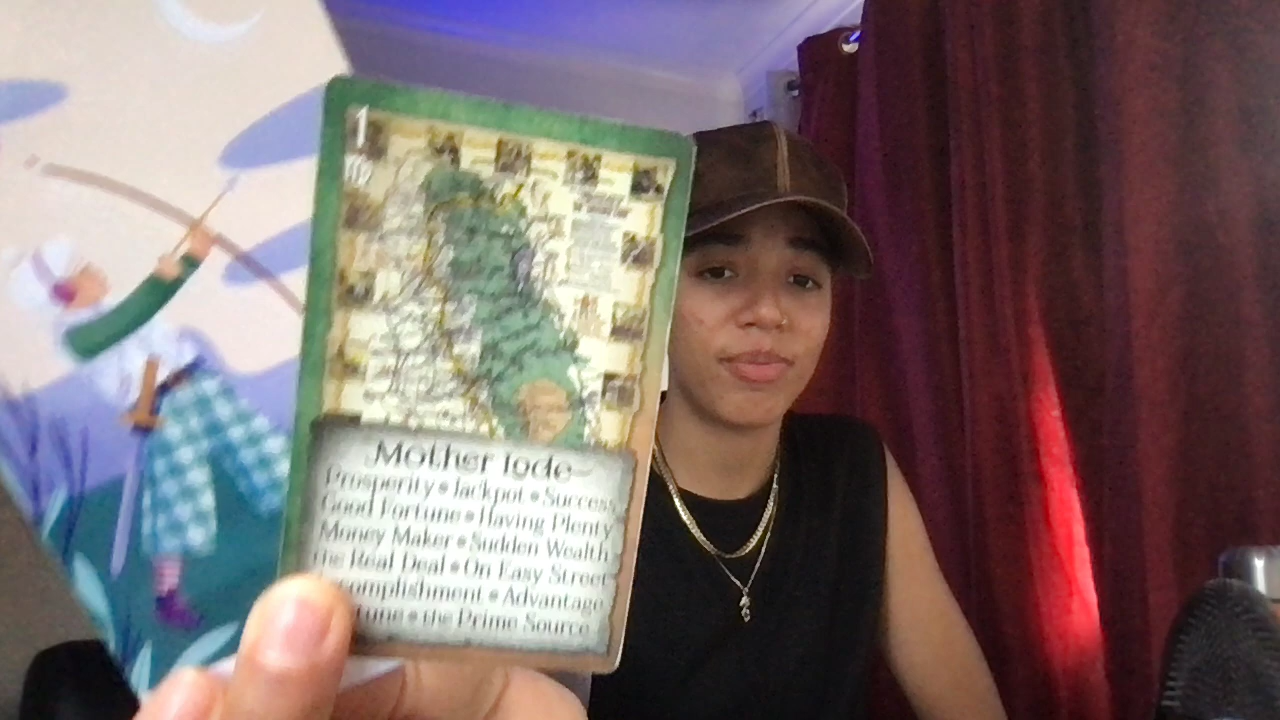 1
Mother lode
Prosperity • Jackpot • Success
Good Fortune • Having Plenty
Money Maker • Sudden Wealth
the Real Deal • On Easy Street
• Advantage
• the Prime Source